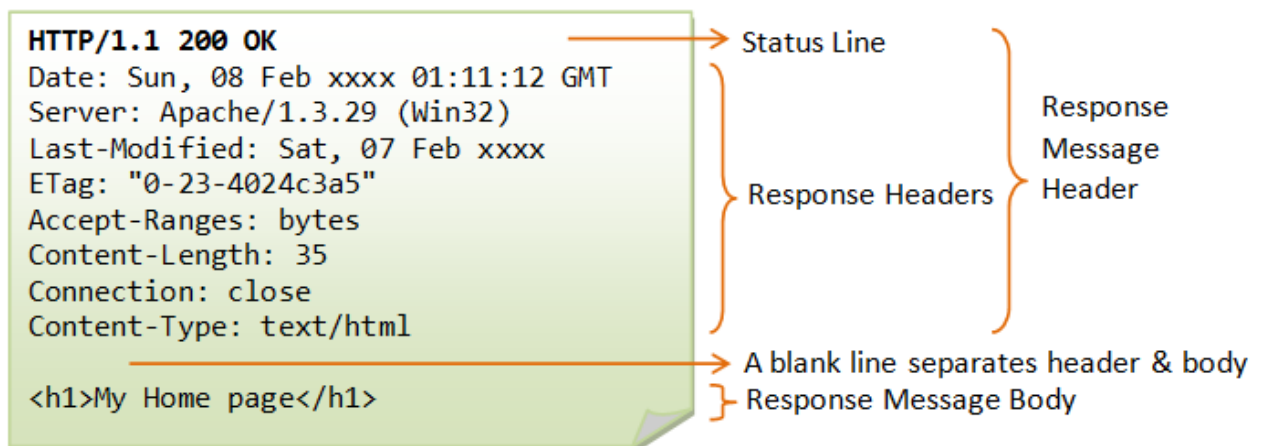 HTTP/1.1 200 OK
Date: Sun, 08 Feb xxxx 01:11:12 GMT
Server: Apache/1.3.29 (Win32)
Last-Modified: Sat, 07 Feb xxxx
ETag: "0-23-4024c3a5"
Accept-Ranges: bytes
Content-Length: 35
Connection: close
Content-Type: text/html
<h1>My Home page</h1>
Status Line
Response Headers
Response
Message
Header
A blank line separates header & body
Response Message Body